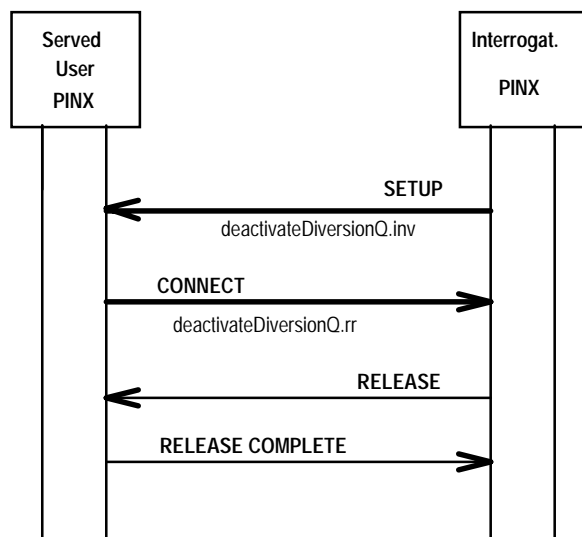 Served
User
PINX
Interrogat.
PINX
SETUP
deactivateDiversionQ.inv
CONNECT
deactivateDiversionQ.rr
RELEASE
RELEASE COMPLETE